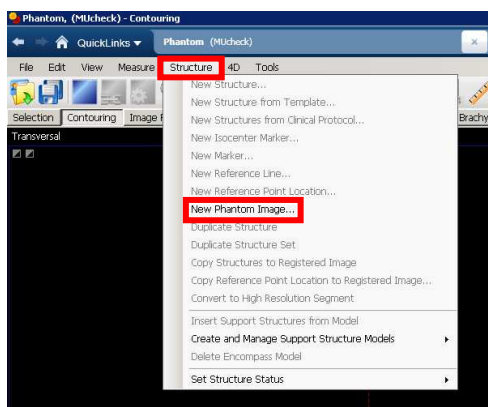 Phantom, (MUcheck) - Contouring
QuickLinks Phantom (MUcheck)
File Edit View Measure Structure 4D Tools
Selection Contouring Image Brachy
Transversal
New Structure...
New Structure from Template...
New Structures from Clinical Protocol...
New Isocenter Marker...
New Marker...
New Reference Line...
New Reference Point Location...
New Phantom Image...
Duplicate Structure
Duplicate Structure Set
Copy Structures to Registered Image
Copy Reference Point Location to Registered Image...
Convert to High Resolution Segment
Insert Support Structures from Model
Create and Manage Support Structure Models
Delete Encompass Model
Set Structure Status